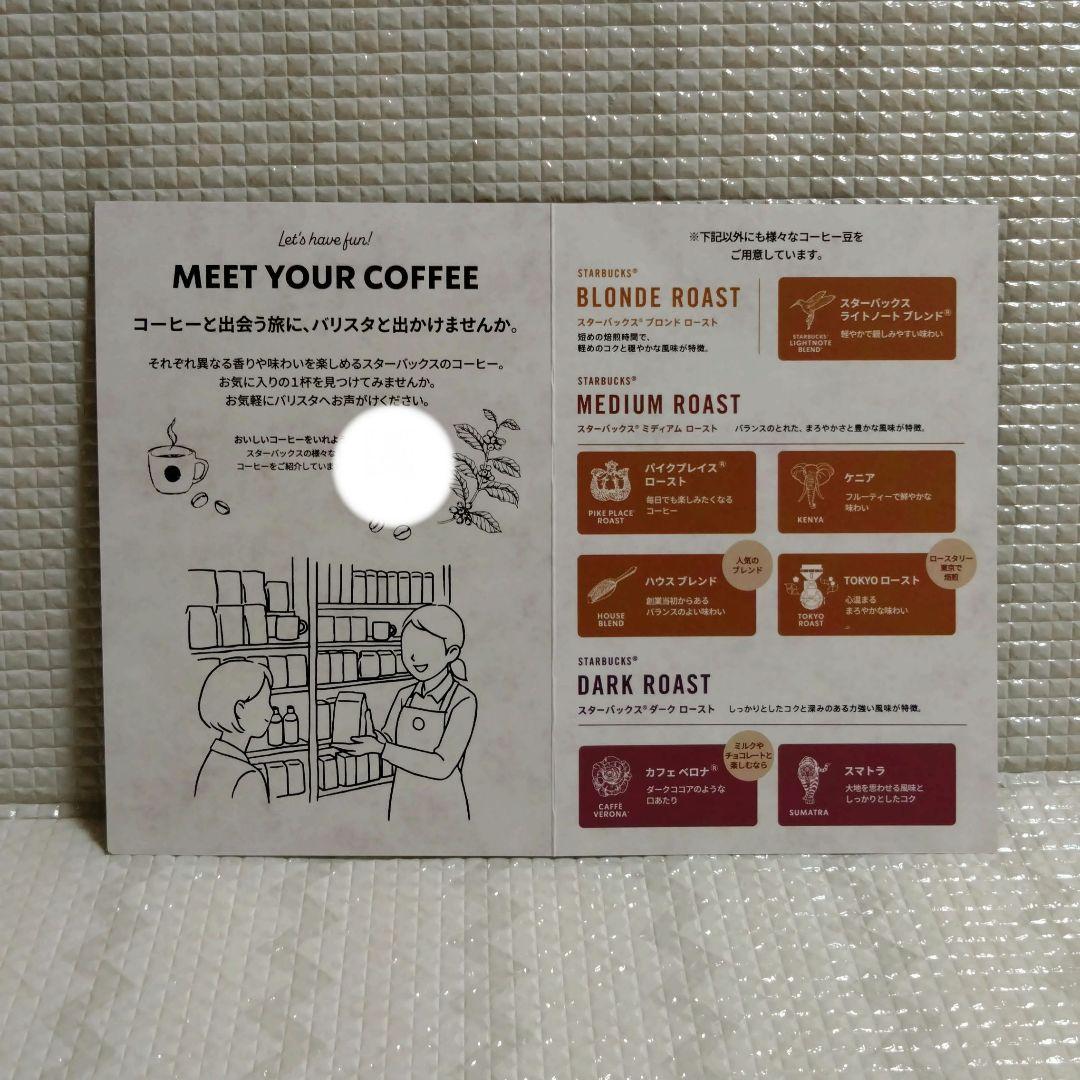 Let's have fun!
MEET YOUR COFFEE
コーヒーと出会う旅に、バリスタと出かけませんか。
それぞれ異なる香りや味わいを楽しめるスターバックスのコーヒー。
お気に入りの1杯を見つけてみませんか。
お気軽にバリスタへお声がけください。
おいしいコーヒーをいれよ
スターバックスの様々な
コーヒーをご紹介していま
※下記以外にも様々なコーヒー豆を
ご用意しています。
STARBUCKS®
BLONDE ROAST
スターバックス® ブロンド ロースト
短めの焙煎時間で、
軽めのコクと穏やかな風味が特徴。
STARBUCKS®
LIGHTNOTE
BLEND™
スターバックス
ライトノート ブレンド®
軽やかで親しみやすい味わい
STARBUCKS®
MEDIUM ROAST
スターバックス® ミディアム ロースト
バランスのとれた、まろやかさと豊かな風味が特徴。
PIKE PLACE®
ROAST
パイクプレイス®
ロースト
毎日でも楽しみたくなる
コーヒー
KENYA
ケニア
フルーティーで鮮やかな
味わい
HOUSE
BLEND
ハウス ブレンド
創業当初からある
バランスのよい味わい
人気の
ブレンド
TOKYO
ROAST
TOKYO ロースト
心温まる
まろやかな味わい
ロースタリー
東京で
焙煎
STARBUCKS®
DARK ROAST
スターバックス® ダーク ロースト
しっかりとしたコクと深みのある力強い風味が特徴。
CAFFÈ
VERONA®
カフェ ベロナ®
ダークココアのような
口あたり
ミルクや
チョコレートと
楽しむなら
SUMATRA
スマトラ
大地を思わせる風味と
しっかりとしたコク